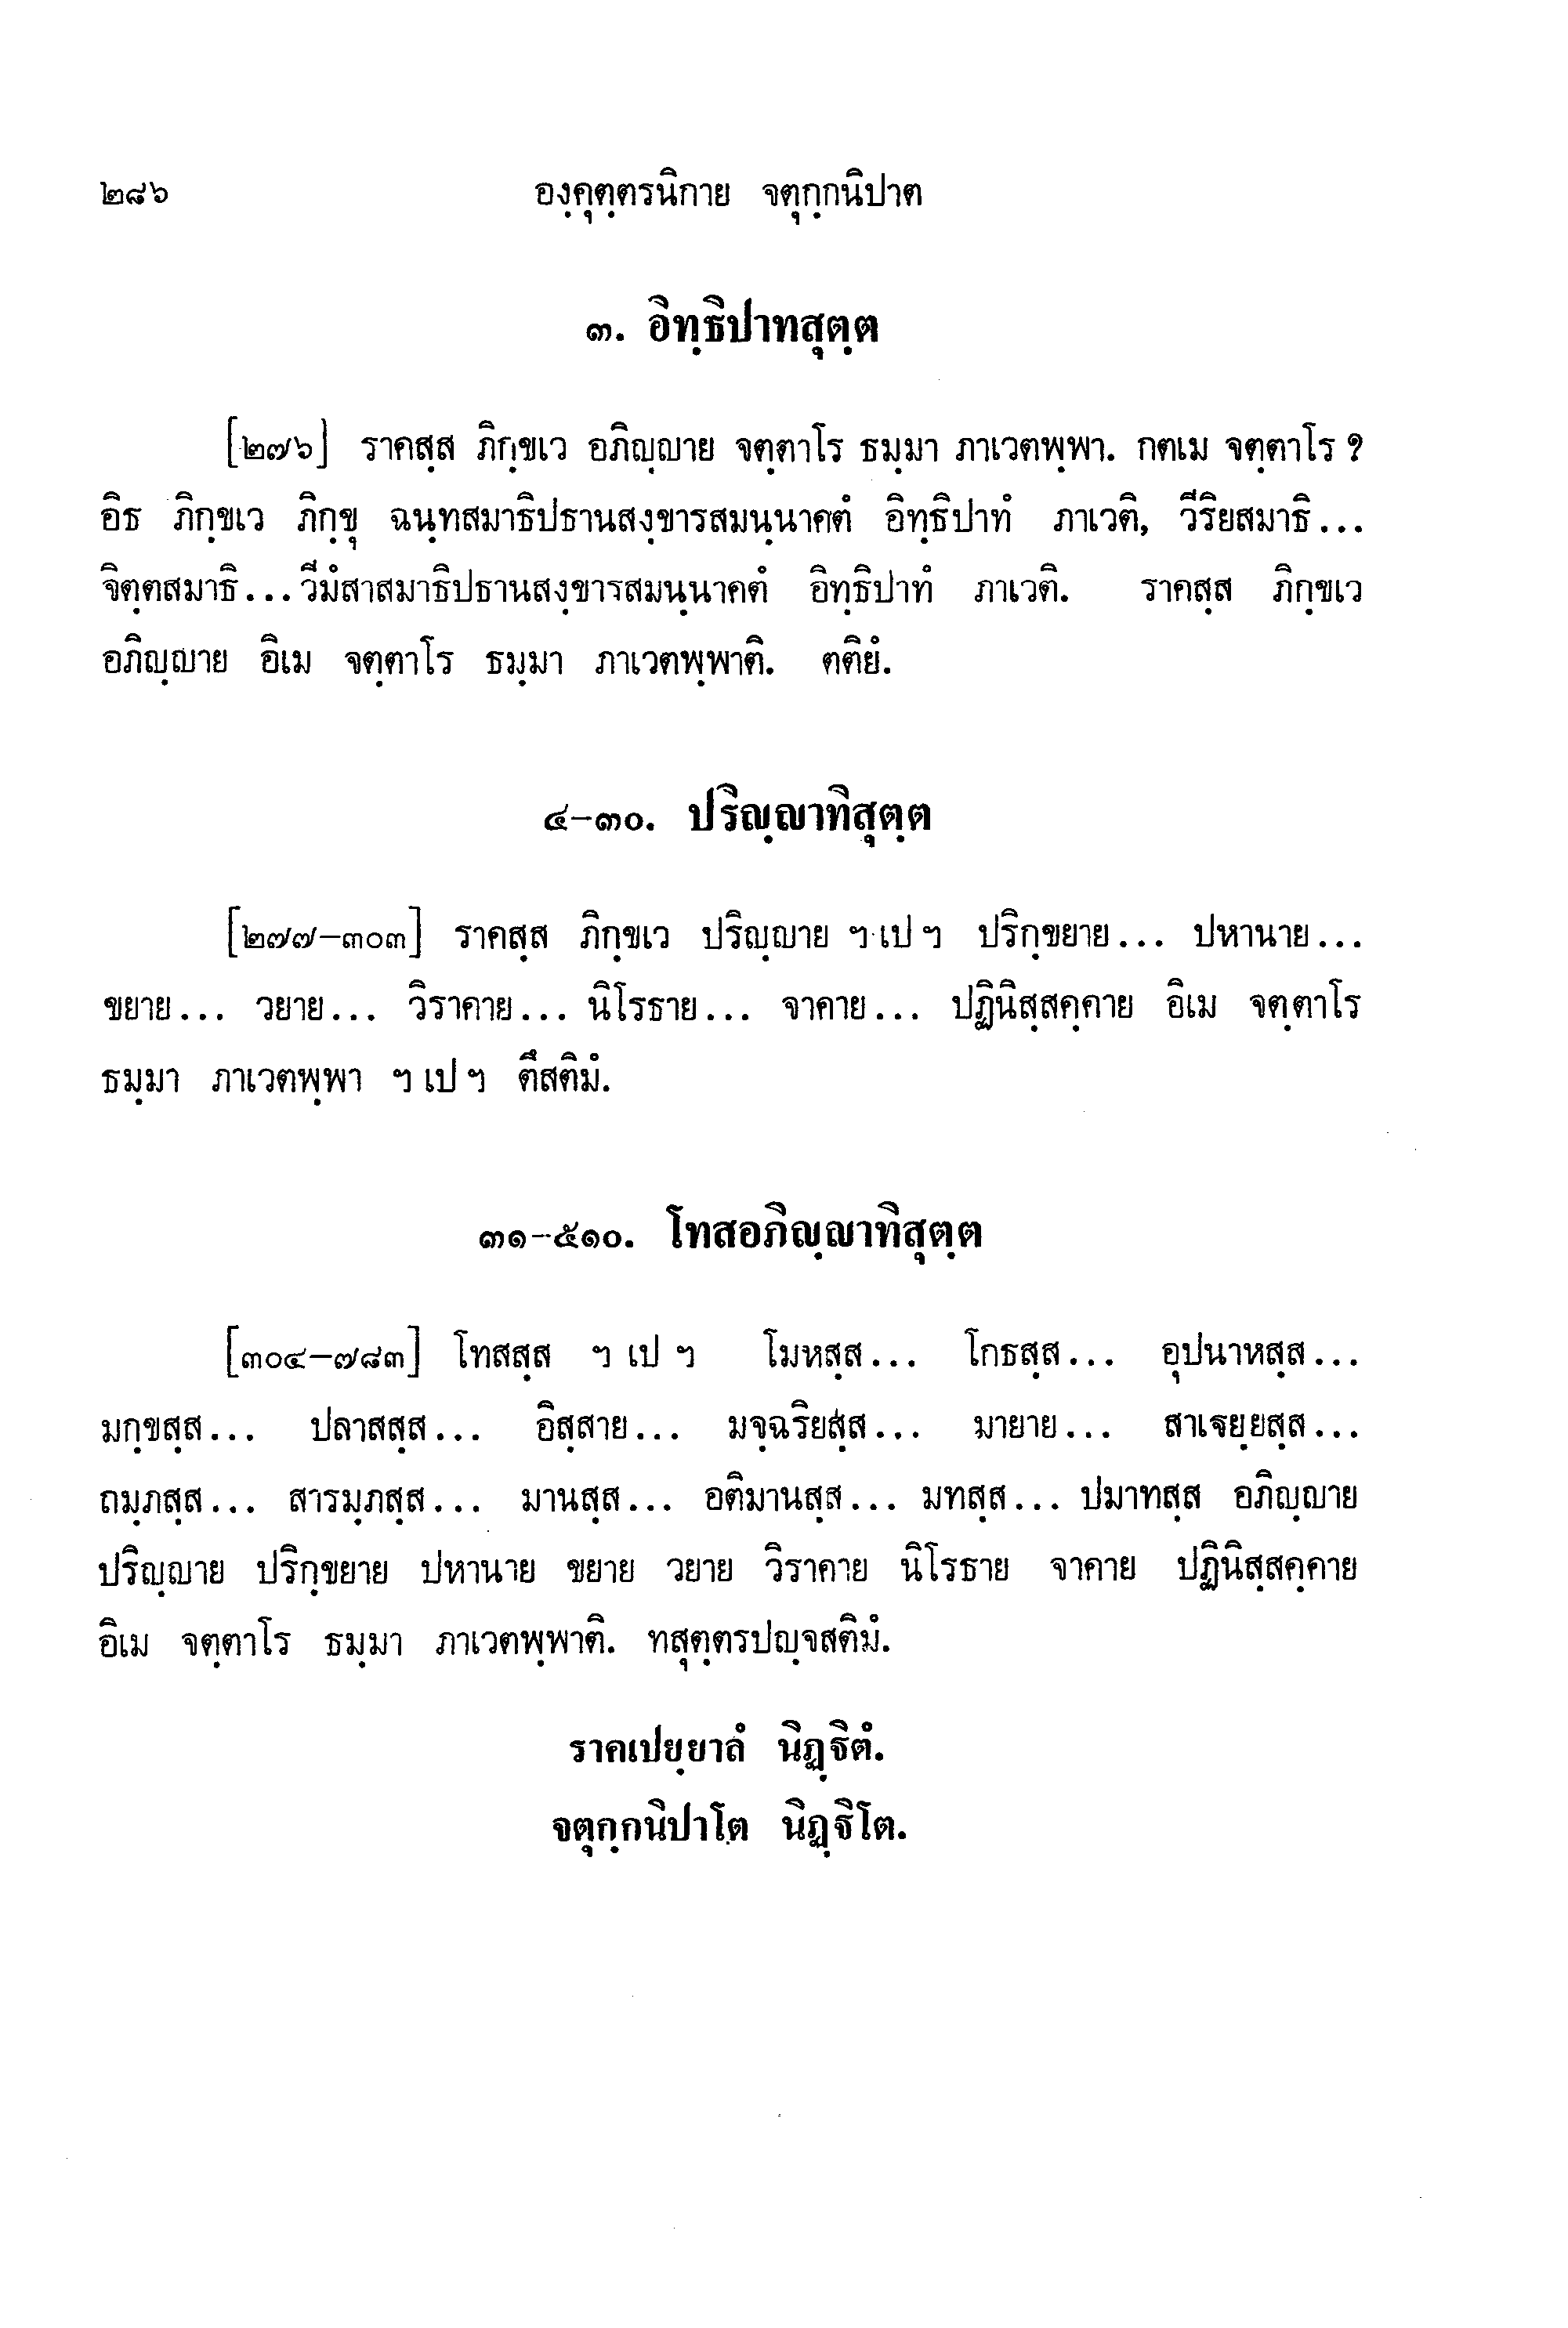 ๒๘๖ องฺคุตฺตรนิกาย จตุกฺกนิปาต
๓. อิทฺธิปาทสุตฺต
[๒๗๖] ราคสฺส ภิกฺขเว อภิญฺญาย จตฺตาโร ธมฺมา ภาเวตพฺพา. กตเม จตฺตาโร ?
อิธ ภิกฺขเว ภิกฺขุ ฉนฺทสมาธิปธานสงฺขารสมนฺนาคตํ อิทฺธิปาทํ ภาเวติ, วีริยสมาธิ...
จิตฺตสมาธิ...วีมํสาสมาธิปธานสงฺขารสมนฺนาคตํ อิทฺธิปาทํ ภาเวติ. ราคสฺส ภิกฺขเว
อภิญฺญาย อิเม จตฺตาโร ธมฺมา ภาเวตพฺพาติ. ตติยํ.
๔-๓๐. ปริญฺญาทิสุตฺต
[๒๗๗-๓๐๓] ราคสฺส ภิกฺขเว ปริญฺญาย ฯ เป ฯ ปริกฺขยาย... ปหานาย...
ขยาย... วยาย... วิราคาย... นิโรธาย... จาคาย... ปฏินิสฺสคฺคาย อิเม จตฺตาโร
ธมฺมา ภาเวตพฺพา ฯ เป ฯ ตึสติมํ.
๓๑-๕๑๐. โทสอภิญฺญาทิสุตฺต
[๓๐๔-๗๘๓] โทสสฺส ฯ เป ฯ โมหสฺส... โกธสฺส... อุปนาหสฺส...
มกฺขสฺส... ปลาสสฺส... อิสฺสาย... มจฺฉริยสฺส... มายาย... สาเฐยฺยสฺส...
ถมฺภสฺส... สารมฺภสฺส... มานสฺส... อติมานสฺส... มทสฺส... ปมาทสฺส อภิญฺญาย
ปริญฺญาย ปริกฺขยาย ปหานาย ขยาย วยาย วิราคาย นิโรธาย จาคาย ปฏินิสฺสคฺคาย
อิเม จตฺตาโร ธมฺมา ภาเวตพฺพาติ. ทสุตฺตรปญฺจสติมํ.
ราคเปยฺยาลํ นิฏฺฐิตํ.
จตุกฺกนิปาโต นิฏฺฐิโต.